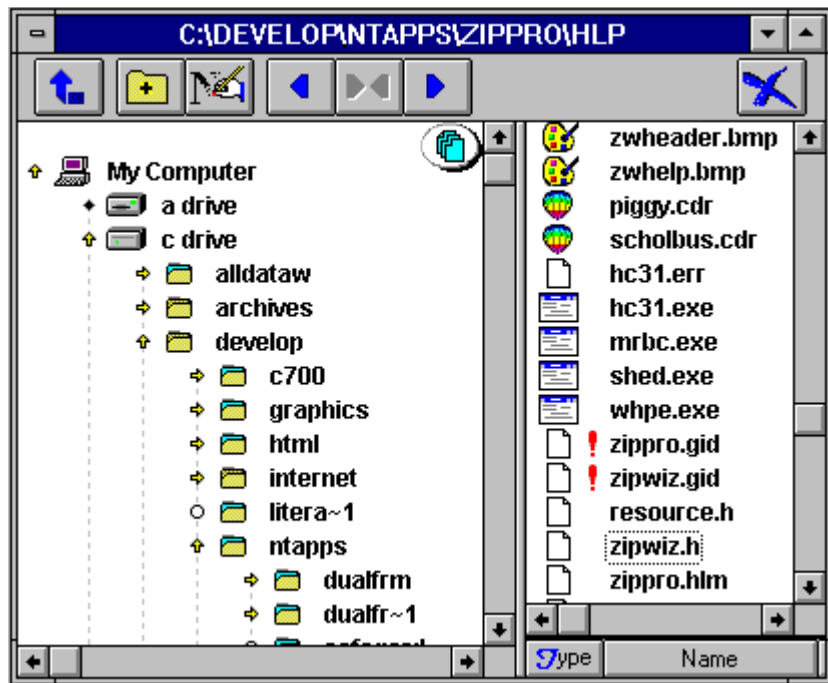 C:\DEVELOP\NTAPPS\ZIPPRO\HLP
My Computer
a drive
c drive
alldataw
archives
develop
c700
graphics
html
internet
litera~1
ntapps
dualfrm
dualfr~1
zwheader.bmp
zwhelp.bmp
piggy.cdr
scholbus.cdr
hc31.err
hc31.exe
mrbc.exe
shed.exe
whpe.exe
zippro.gid
zipwiz.gid
resource.h
zipwiz.h
zippro.hlm
Type
Name